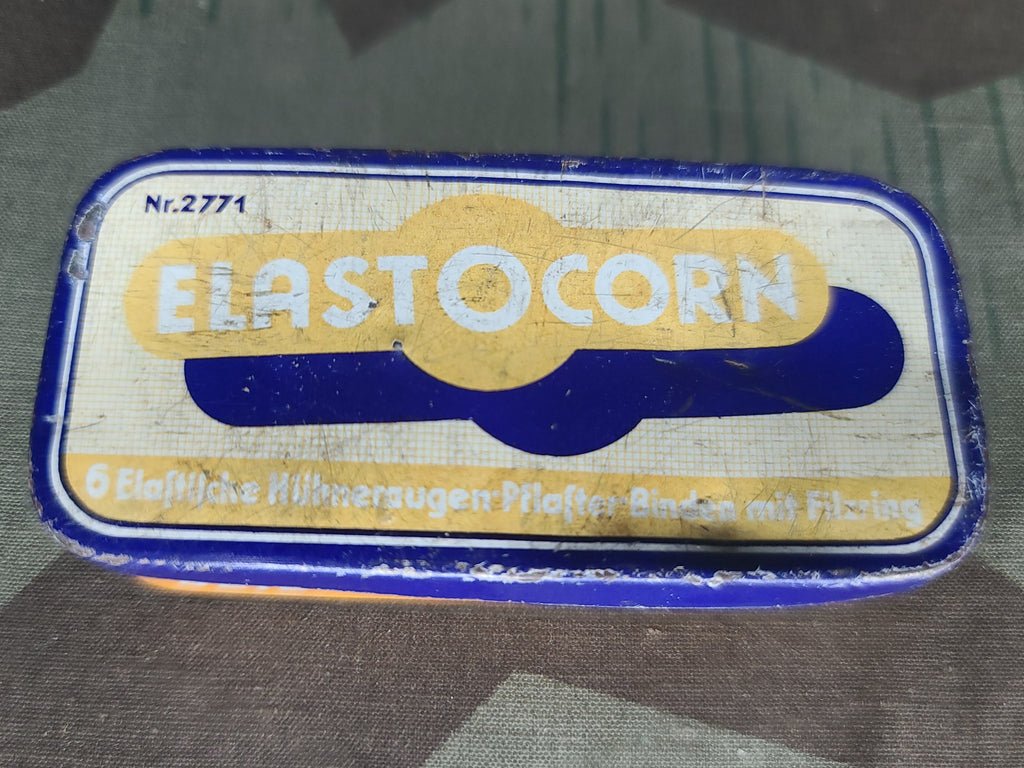 Nr.2771
ELASTOCORN
6 Elaſtiſche Hühneraugen-Pflaſter-Binden mit Filzring